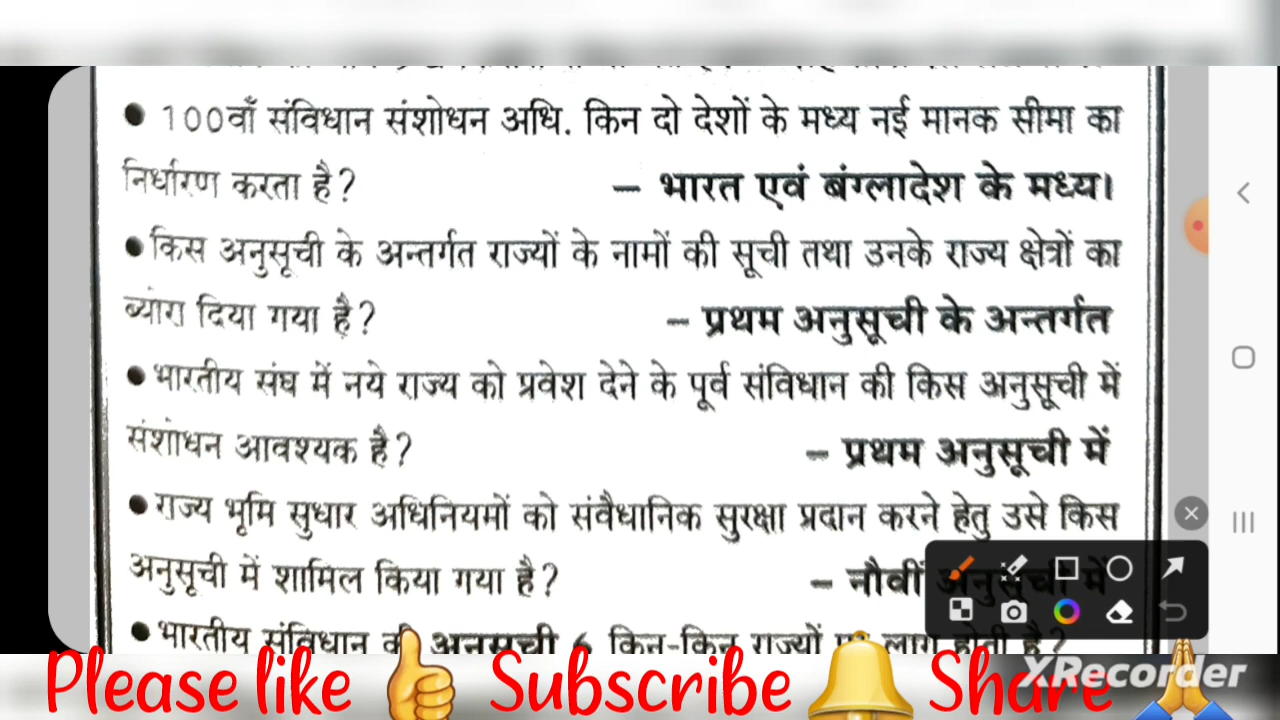 ● 100वाँ संविधान संशोधन अधि. किन दो देशों के मध्य नई मानक सीमा का
निर्धारण करता है? – भारत एवं बंग्लादेश के मध्य।
● किस अनुसूची के अन्तर्गत राज्यों के नामों की सूची तथा उनके राज्य क्षेत्रों का
ब्योरा दिया गया है? – प्रथम अनुसूची के अन्तर्गत
● भारतीय संघ में नये राज्य को प्रवेश देने के पूर्व संविधान की किस अनुसूची में
संशोधन आवश्यक है? – प्रथम अनुसूची में
● राज्य भूमि सुधार अधिनियमों को संवैधानिक सुरक्षा प्रदान करने हेतु उसे किस
अनुसूची में शामिल किया गया है? – नौवीं अनुसूची में
● भारतीय संविधान की अनुसूची 6 किन-किन राज्यों पर लागू होती है?
Please like Subscribe Share
XRecorder